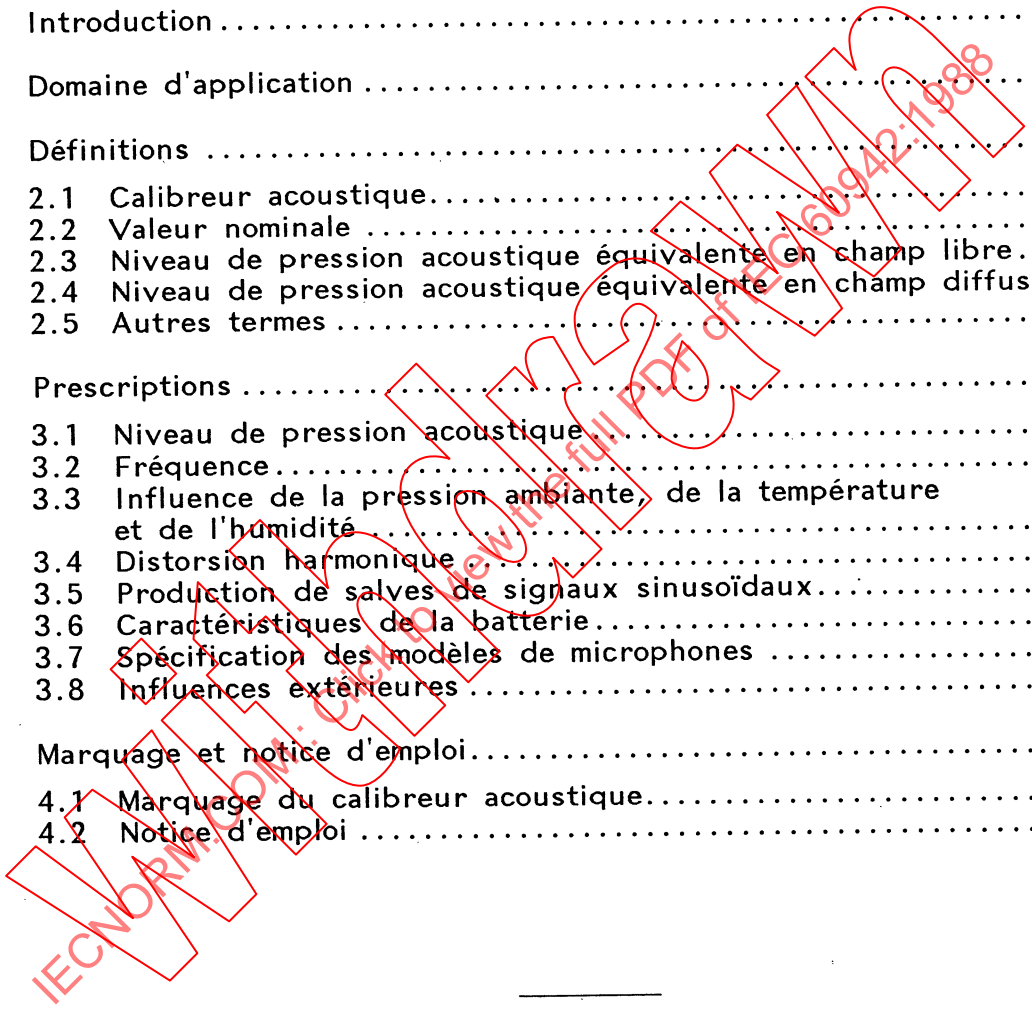 Introduction
Domaine d'application
Définitions
2.1 Calibreur acoustique
2.2 Valeur nominale
2.3 Niveau de pression acoustique équivalente en champ libre.
2.4 Niveau de pression acoustique équivalente en champ diffus
2.5 Autres termes
Prescriptions
3.1 Niveau de pression acoustique
3.2 Fréquence
3.3 Influence de la pression ambiante, de la température
et de l'humidité
3.4 Distorsion harmonique
3.5 Production de salves de signaux sinusoïdaux
3.6 Caractéristiques de la batterie
3.7 Spécification des modèles de microphones
3.8 Influences extérieures
Marquage et notice d'emploi
4.1 Marquage du calibreur acoustique
4.2 Notice d'emploi
Withdrawn
IECNORM.COM : Click to view the full PDF of IEC 60942:1988